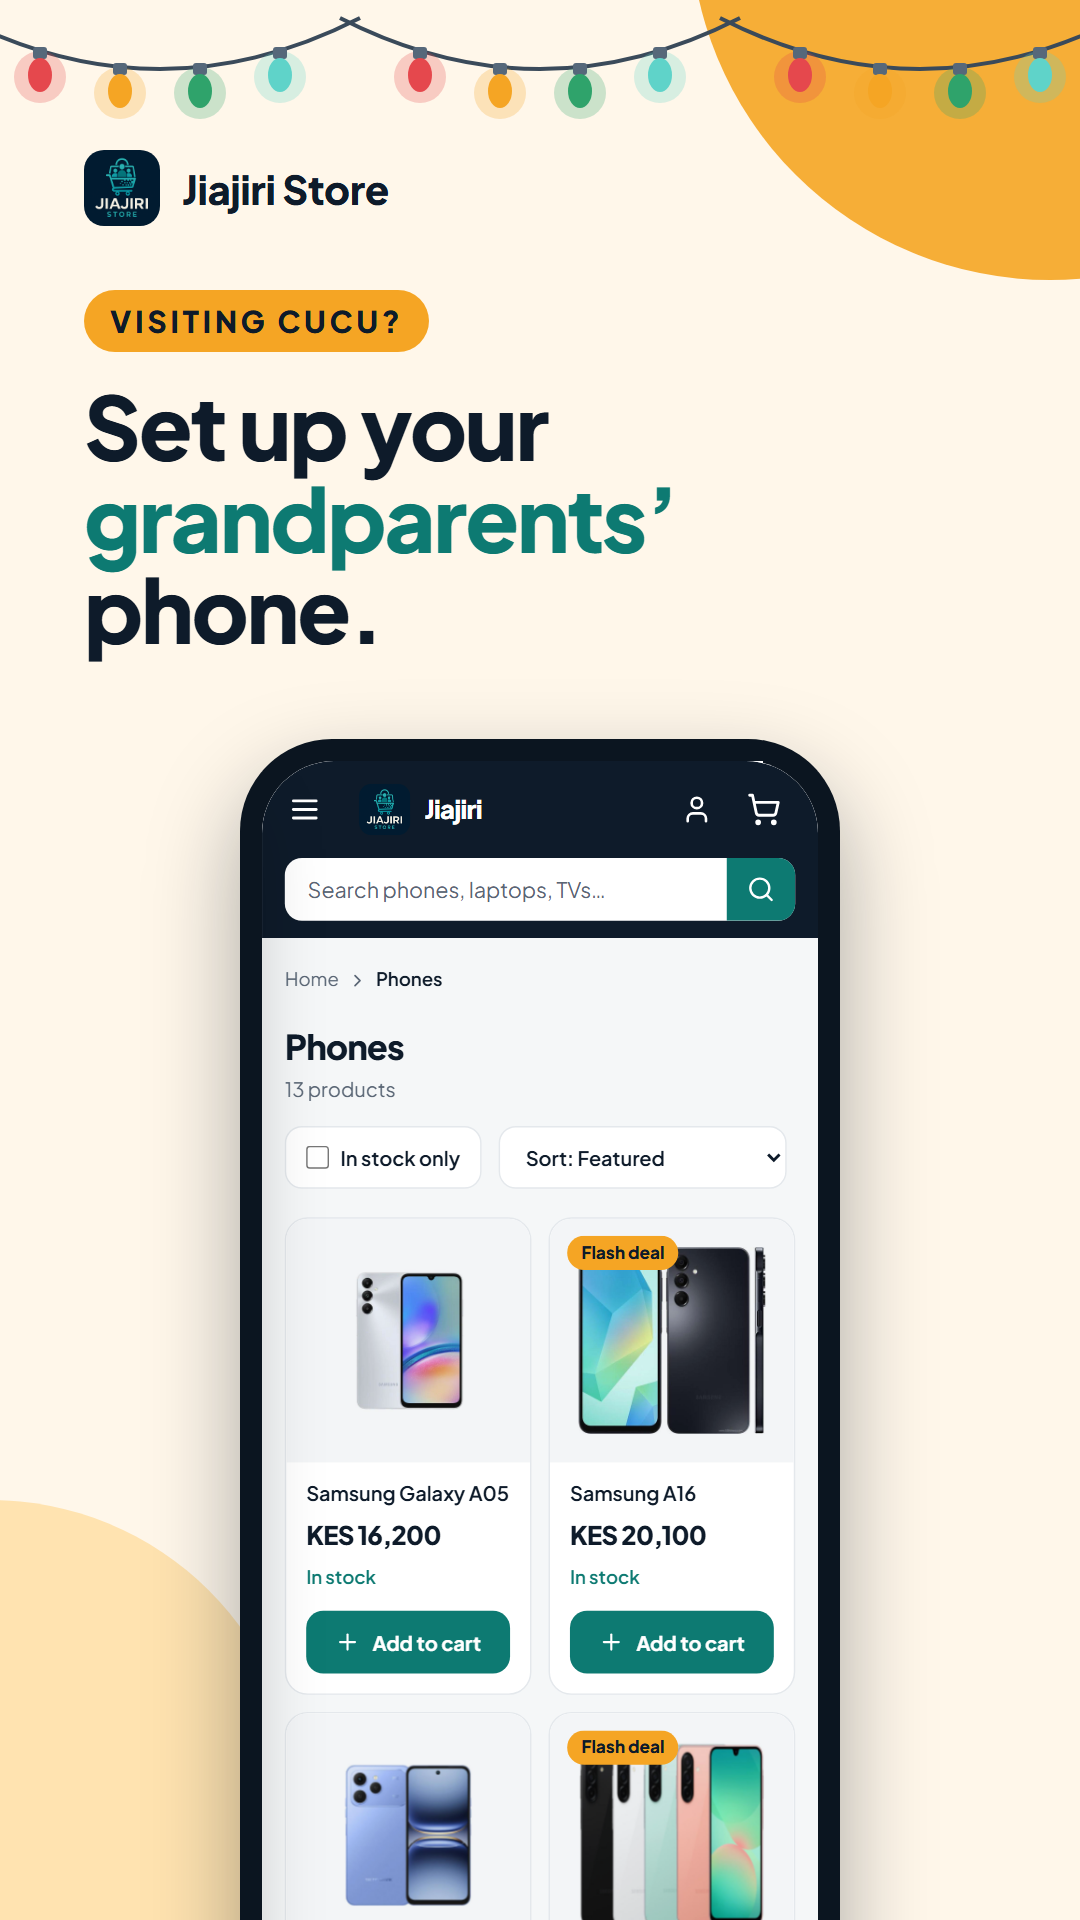 JIAJIRI
STORE
Jiajiri Store
VISITING CUCU?
Set up your
grandparents’
phone.
JIAJIRI
STORE
Jiajiri
Search phones, laptops, TVs...
Home > Phones
Phones
13 products
In stock only
Sort: Featured
Flash deal
Samsung Galaxy A05
KES 16,200
In stock
+ Add to cart
Samsung A16
KES 20,100
In stock
+ Add to cart
Flash deal